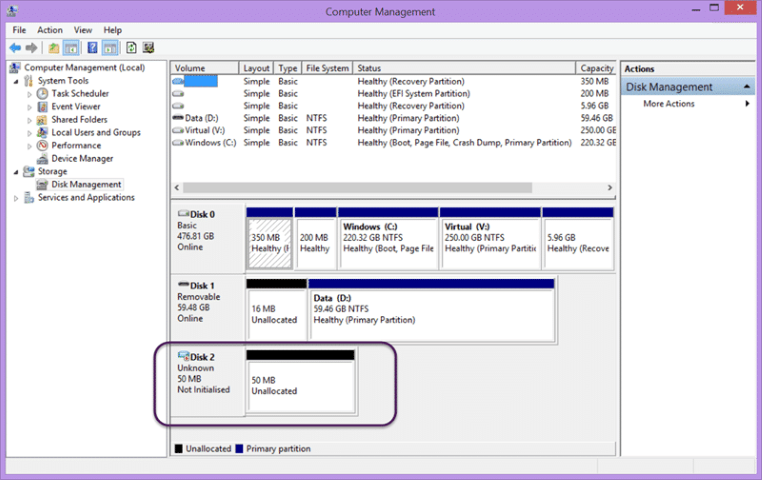 Computer Management
File Action View Help
Computer Management (Local)
System Tools
Task Scheduler
Event Viewer
Shared Folders
Local Users and Groups
Performance
Device Manager
Storage
Disk Management
Services and Applications
Volume Layout Type File System Status Capacity
Simple Basic Healthy (Recovery Partition) 350 MB
Simple Basic Healthy (EFI System Partition) 200 MB
Simple Basic Healthy (Recovery Partition) 5.96 GB
Data (D:) Simple Basic NTFS Healthy (Primary Partition) 59.46 GB
Virtual (V:) Simple Basic NTFS Healthy (Primary Partition) 250.00 GB
Windows (C:) Simple Basic NTFS Healthy (Boot, Page File, Crash Dump, Primary Partition) 220.32 GB
Actions
Disk Management
More Actions
Disk 0
Basic
476.81 GB
Online
350 MB
Healthy (
200 MB
Healthy
Windows (C:)
220.32 GB NTFS
Healthy (Boot, Page File
Virtual (V:)
250.00 GB NTFS
Healthy (Primary Partiti
5.96 GB
Healthy (Recove
Disk 1
Removable
59.48 GB
Online
16 MB
Unallocated
Data (D:)
59.46 GB NTFS
Healthy (Primary Partition)
Disk 2
Unknown
50 MB
Not Initialised
50 MB
Unallocated
Unallocated Primary partition